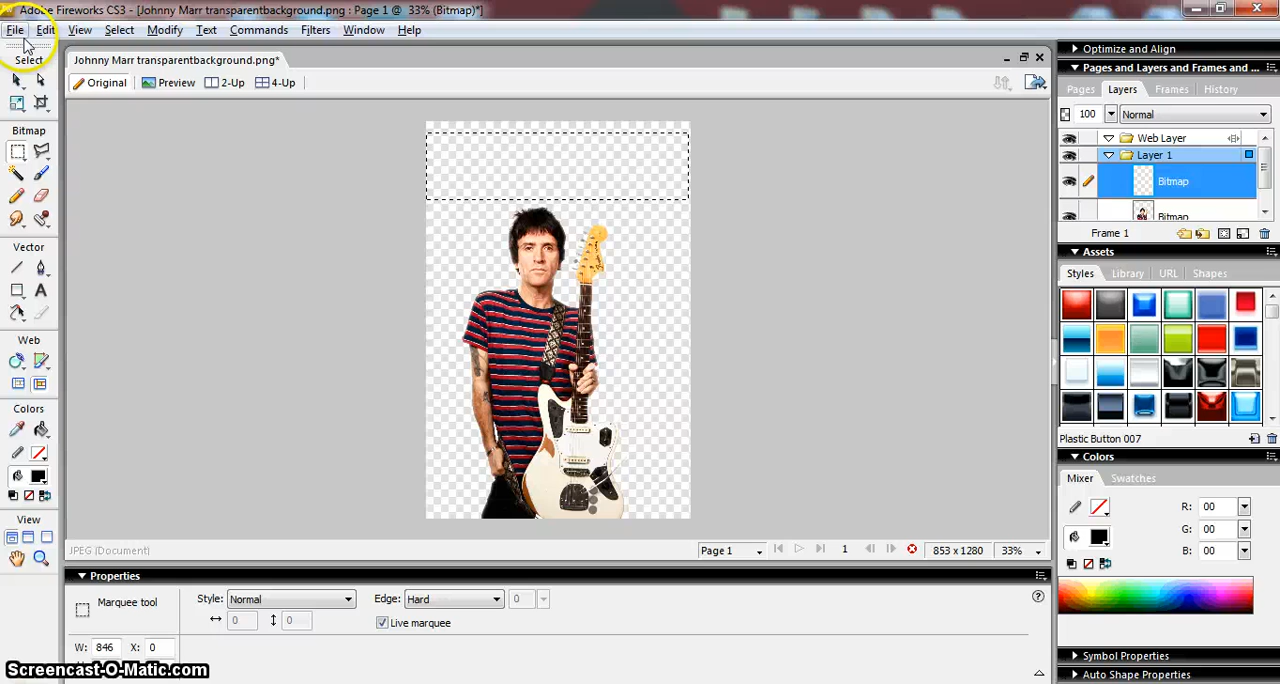 Adobe Fireworks CS3 - [Johnny Marr transparentbackground.png : Page 1 @ 33% (Bitmap)*]
File Edit View Select Modify Text Commands Filters Window Help
Select
Johnny Marr transparentbackground.png*
Original Preview 2-Up 4-Up
Bitmap
Vector
A
Web
Colors
View
JPEG (Document)
Page 1 1 853 x 1280 33%
Properties
Marquee tool
Style: Normal Edge: Hard 0
0 0 Live marquee
W: 846 X: 0
Optimize and Align
Pages and Layers and Frames and ...
Pages Layers Frames History
100 Normal
Web Layer
Layer 1
Bitmap
Bitmap
Frame 1
Assets
Styles Library URL Shapes
Plastic Button 007
Colors
Mixer Swatches
R: 00
G: 00
B: 00
Symbol Properties
Auto Shape Properties
Screencast-O-Matic.com